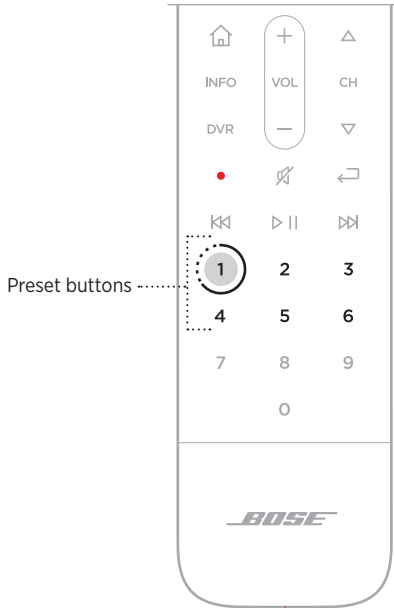 INFO
VOL
CH
DVR
Preset buttons
1 2 3
4 5 6
7 8 9
0
BOSE